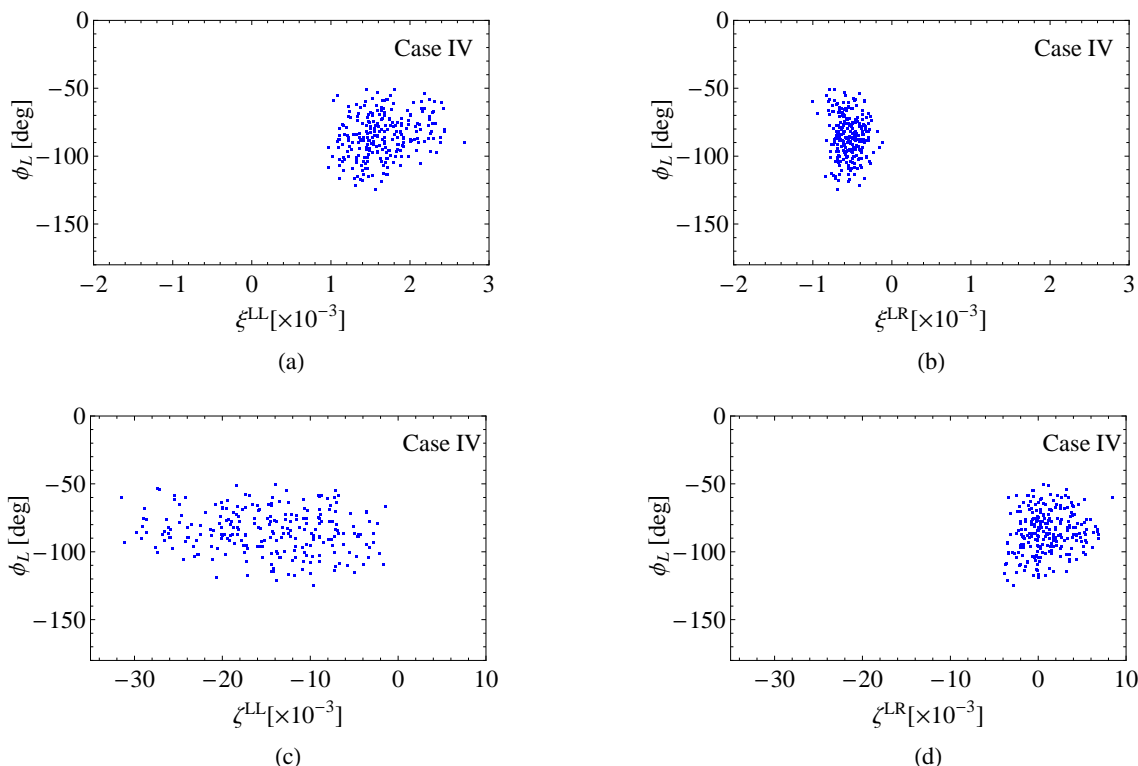 0
−50
−100
−150
ϕL [deg]
Case IV
−2 −1 0 1 2 3
ξLL[×10−3]
(a)
0
−50
−100
−150
ϕL [deg]
Case IV
−2 −1 0 1 2 3
ξLR[×10−3]
(b)
0
−50
−100
−150
ϕL [deg]
Case IV
−30 −20 −10 0 10
ζLL[×10−3]
(c)
0
−50
−100
−150
ϕL [deg]
Case IV
−30 −20 −10 0 10
ζLR[×10−3]
(d)